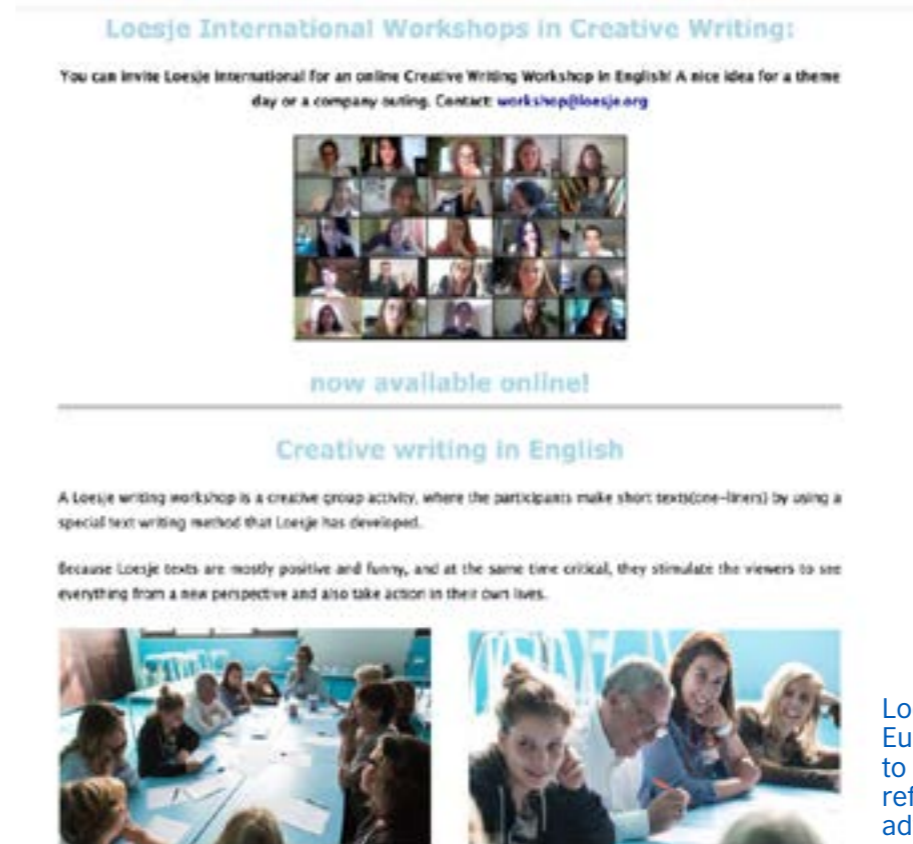 Loesje International Workshops in Creative Writing:
You can invite Loesje International for an online Creative Writing Workshop in English! A nice idea for a theme
day or a company outing. Contact: workshop@loesje.org
now available online!
Creative writing in English
A Loesje writing workshop is a creative group activity, where the participants make short texts(one-liners) by using a
special text writing method that Loesje has developed.
Because Loesje texts are mostly positive and funny, and at the same time critical, they stimulate the viewers to see
everything from a new perspective and also take action in their own lives.
Lo
Eu
to
ref
ad